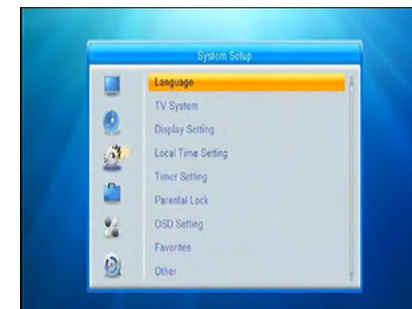 System Setup
Language
TV System
Display Setting
Local Time Setting
Timer Setting
Parental Lock
OSD Setting
Favorites
Other